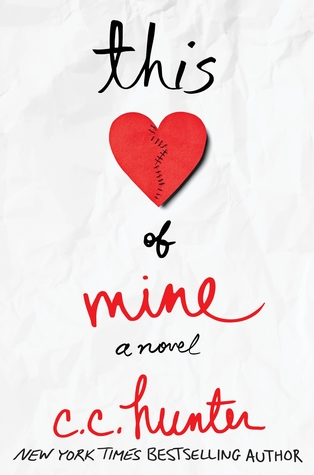 this
of
mine
a novel
c.c. hunter
NEW YORK TIMES BESTSELLING AUTHOR